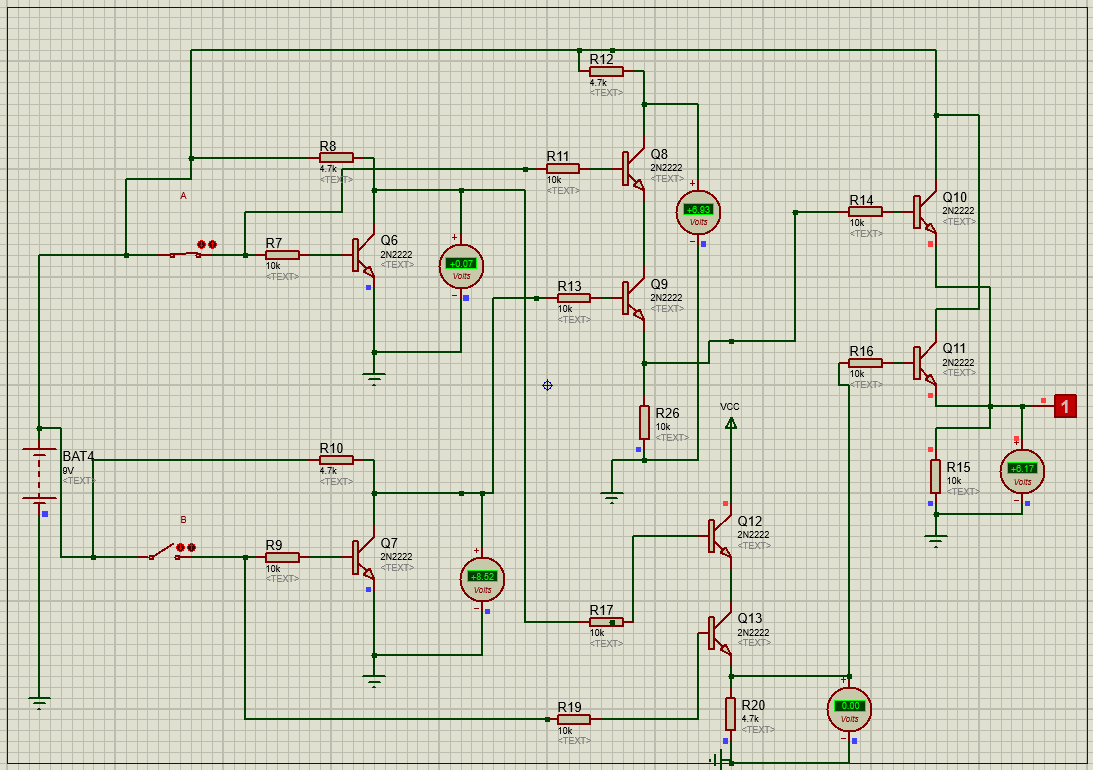 R12
4.7k
<TEXT>
R8
4.7k
<TEXT>
R11
10k
<TEXT>
Q8
2N2222
<TEXT>
A
+6.93
Volts
R14
10k
<TEXT>
Q10
2N2222
<TEXT>
R7
10k
<TEXT>
Q6
2N2222
<TEXT>
+0.07
Volts
R13
10k
<TEXT>
Q9
2N2222
<TEXT>
R16
10k
<TEXT>
Q11
2N2222
<TEXT>
1
R26
10k
<TEXT>
VCC
BAT4
9V
<TEXT>
R10
4.7k
<TEXT>
R15
10k
<TEXT>
+6.17
Volts
B
R9
10k
<TEXT>
Q7
2N2222
<TEXT>
+8.52
Volts
Q12
2N2222
<TEXT>
R17
10k
<TEXT>
Q13
2N2222
<TEXT>
R19
10k
<TEXT>
R20
4.7k
<TEXT>
0.00
Volts